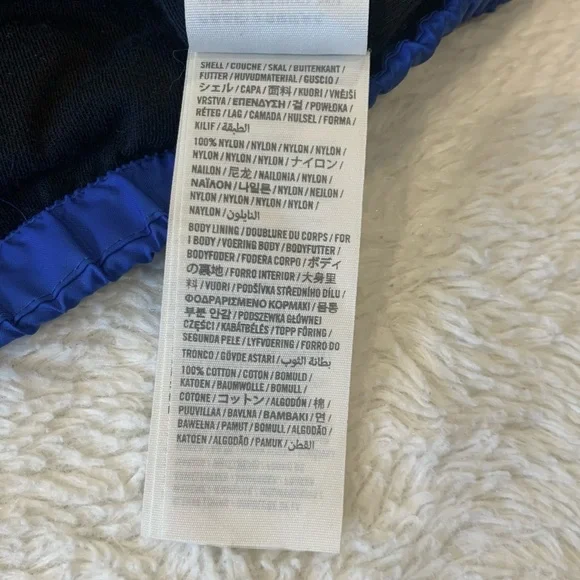 SHELL / COUCHE / SKAL / BUITENKANT /
FUTTER / HUVUDMATERIAL / GUSCIO /
シェル / CAPA / 面料 / KUORI / VNĚJŠÍ
VRSTVA / ΕΠΕΝΔΥΣΗ / 겉 / POWŁOKA /
RÉTEG / LAG / CAMADA / HULSEL / FORMA /
KILIF / الطبقة
100% NYLON / NYLON / NYLON / NYLON /
NYLON / NYLON / NYLON / ナイロン /
NAILON / 尼龙 / NAILONIA / NYLON /
ΝΑΪΛΟΝ / 나일론 / NYLON / NEJLON /
NYLON / NYLON / NYLON / NYLON /
NAYLON / النايلون
BODY LINING / DOUBLURE DU CORPS / FOR
I BODY / VOERING BODY / BODYFUTTER /
BODYFODER / FODERA CORPO / ボディ
の裏地 / FORRO INTERIOR / 大身里
料 / VUORI / PODŠÍVKA STŘEDNÍHO DÍLU /
ΦΟΔΡΑΡΙΣΜΕΝΟ ΚΟΡΜΑΚΙ / 몸통
부분 안감 / PODSZEWKA GŁÓWNEJ
CZĘŚCI / KABÁTBÉLÉS / TOPP FÔRING /
SEGUNDA PELE / LYFVOERING / FORRO DO
TRONCO / GÖVDE ASTARI / بطانة الثوب
100% COTTON / COTON / BOMULD /
KATOEN / BAUMWOLLE / BOMULL /
COTONE / コットン / ALGODÓN / 棉 /
PUUVILLAA / BAVLNA / ΒΑΜΒΑΚΙ / 면 /
BAWEŁNA / PAMUT / BOMULL / ALGODÃO /
KATOEN / ALGODÃO / PAMUK / القطن